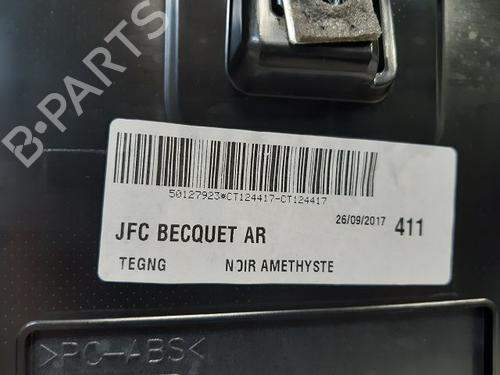 B-PARTS
50127923*CT124417-CT124417
26/09/2017 411
JFC BECQUET AR
TEGNG NOIR AMETHYSTE
>PC-ABS<